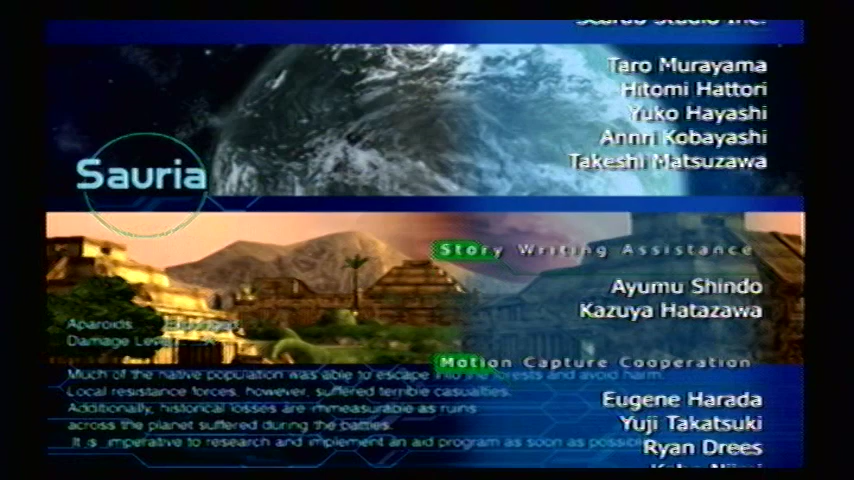 Studio Inc.
Taro Murayama
Hitomi Hattori
Yuko Hayashi
Annri Kobayashi
Takeshi Matsuzawa
Sauria
Story Writing Assistance
Ayumu Shindo
Kazuya Hatazawa
Aparoids
Damage Level
Motion Capture Cooperation
Much of the native population was able to escape into the forests and avoid harm.
Local resistance forces, however, suffered terrible casualties.
Additionally, historical losses are immeasurable as ruins
across the planet suffered during the battles.
It is imperative to research and implement an aid program as soon as possible
Eugene Harada
Yuji Takatsuki
Ryan Drees